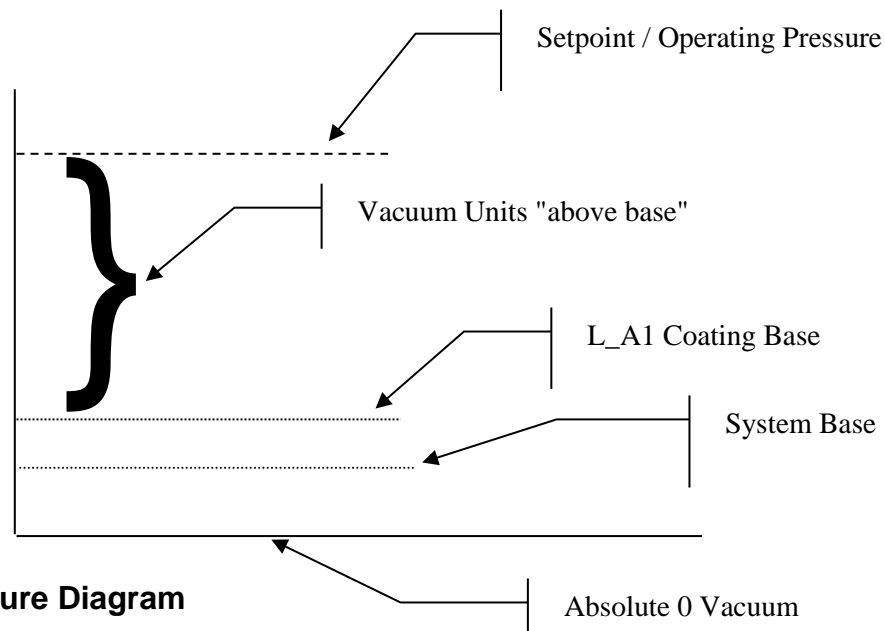 Setpoint / Operating Pressure
Vacuum Units "above base"
L_A1 Coating Base
System Base
Absolute 0 Vacuum
ure Diagram